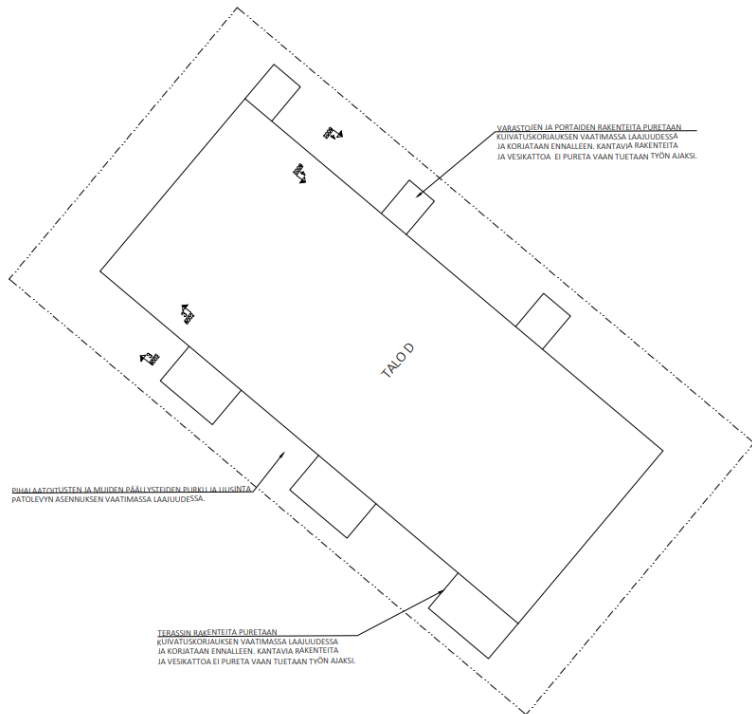 VARASTOJEN JA PORTAIDEN RAKENTEITA PURETAAN
KUIVATUSKORJAUKSEN VAATIMASSA LAAJUUDESSA
JA KORJATAAN ENNALLEEN. KANTAVIA RAKENTEITA
JA VESIKATTOA EI PURETA VAAN TUETAAN TYÖN AJAKSI.
TALO D
PIHALAATOITUSTEN JA MUIDEN PÄÄLLYSTEIDEN PURKU JA UUSINTA
PATOLEVYN ASENNUKSEN VAATIMASSA LAAJUUDESSA.
TERASSIN RAKENTEITA PURETAAN
KUIVATUSKORJAUKSEN VAATIMASSA LAAJUUDESSA
JA KORJATAAN ENNALLEEN. KANTAVIA RAKENTEITA
JA VESIKATTOA EI PURETA VAAN TUETAAN TYÖN AJAKSI.